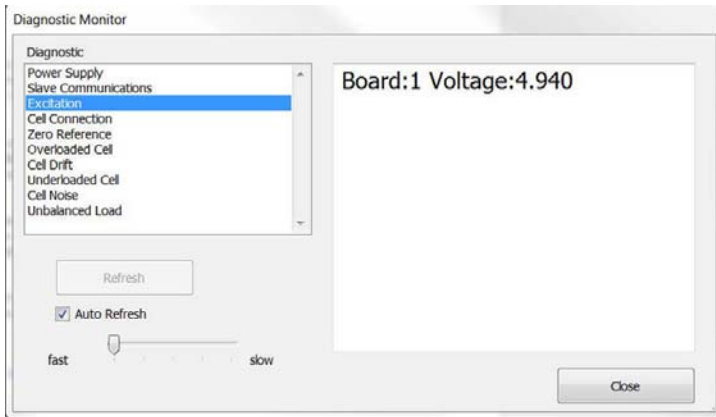 Diagnostic Monitor
Diagnostic
Power Supply
Slave Communications
Excitation
Cell Connection
Zero Reference
Overloaded Cell
Cell Drift
Underloaded Cell
Cell Noise
Unbalanced Load
Board:1 Voltage:4.940
Refresh
Auto Refresh
fast
slow
Close